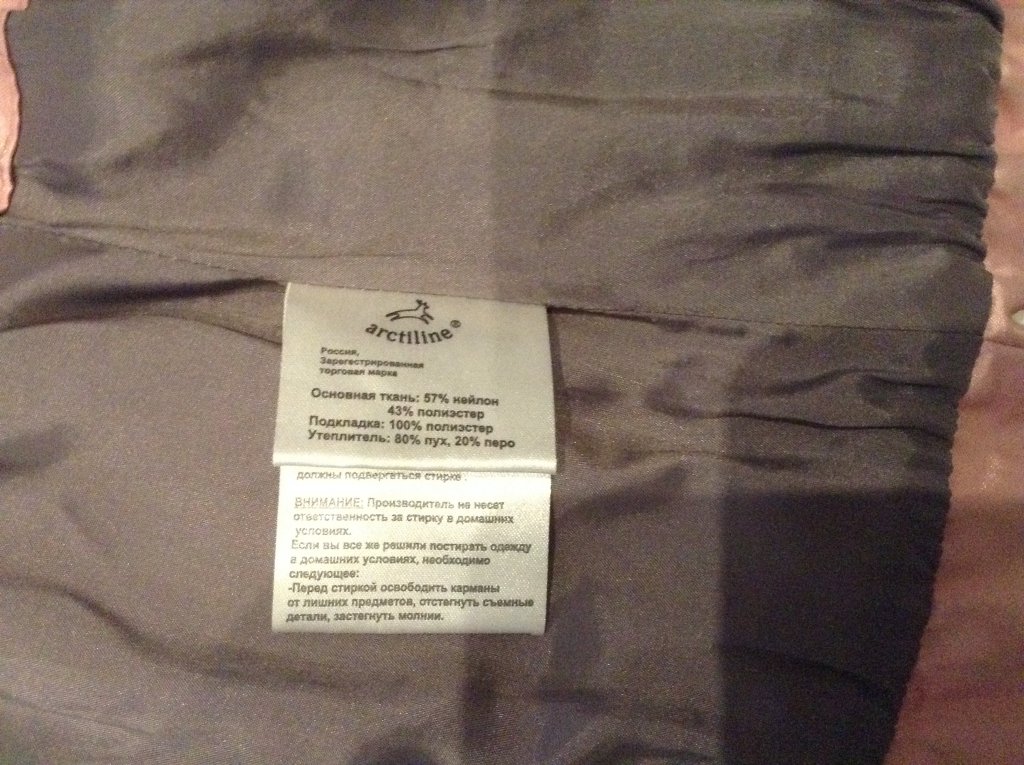 arctiline®
Россия,
Зарегестрированная
торговая марка
Основная ткань: 57% нейлон
43% полиэстер
Подкладка: 100% полиэстер
Утеплитель: 80% пух, 20% перо
должны подвергаться стирке.
ВНИМАНИЕ: Производитель не несет
ответственность за стирку в домашних
условиях.
Если вы все же решили постирать одежду
в домашних условиях, необходимо
следующее:
-Перед стиркой освободить карманы
от лишних предметов, отстегнуть съемные
детали, застегнуть молнии.